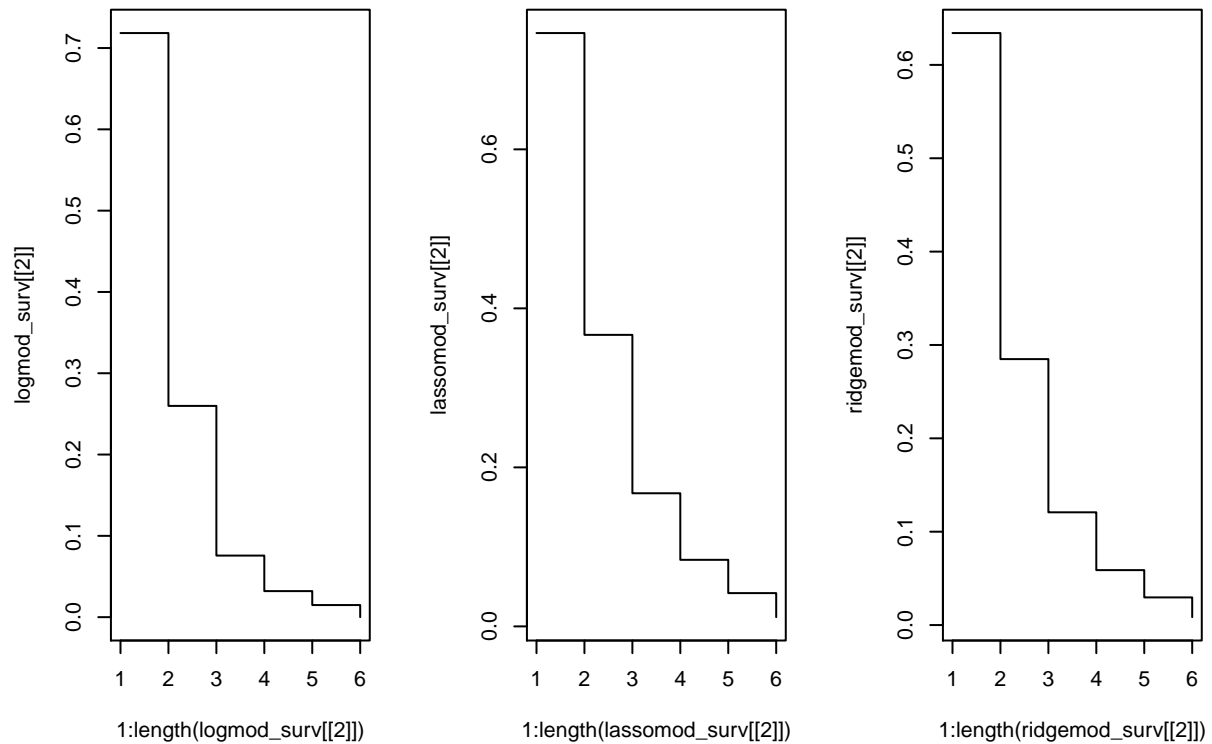 0.7
0.6
0.5
0.4
0.3
0.2
0.1
0.0
logmod_surv[[2]]
1 2 3 4 5 6
1:length(logmod_surv[[2]])
0.6
0.4
0.2
0.0
lassomod_surv[[2]]
1 2 3 4 5 6
1:length(lassomod_surv[[2]])
0.6
0.5
0.4
0.3
0.2
0.1
0.0
ridgemod_surv[[2]]
1 2 3 4 5 6
1:length(ridgemod_surv[[2]])